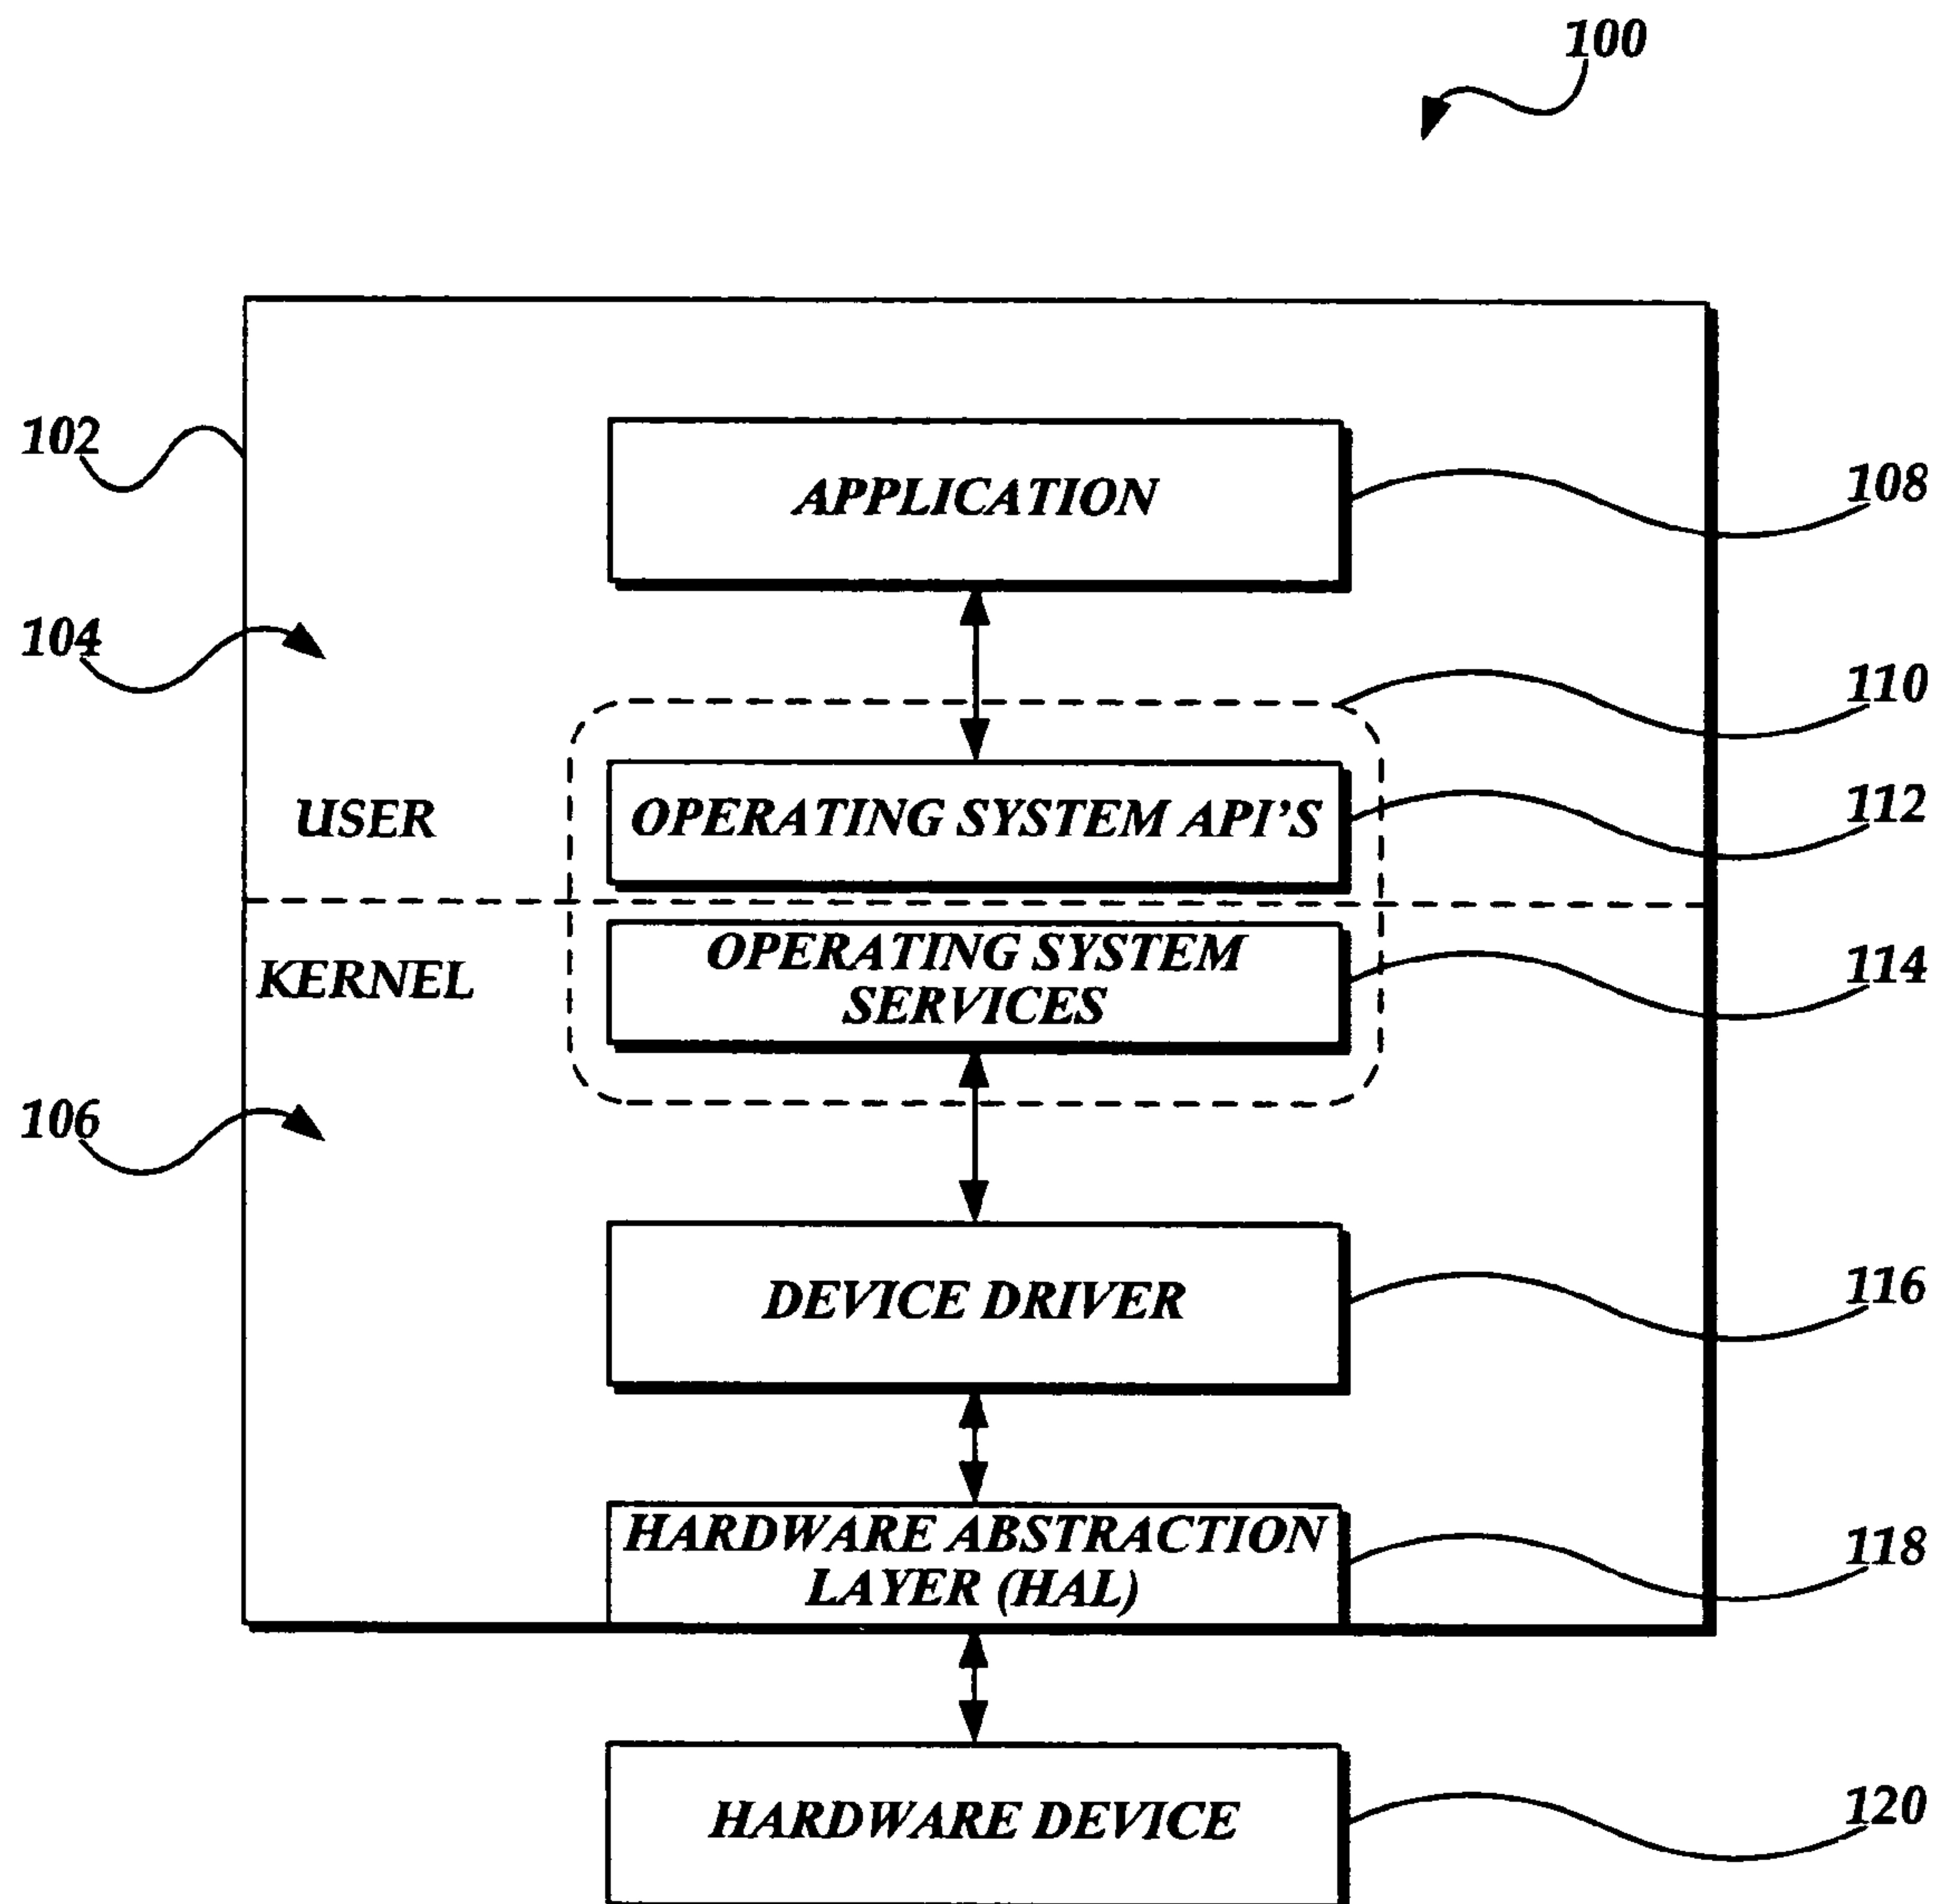 100
102
APPLICATION
108
104
110
USER
OPERATING SYSTEM API'S
112
KERNEL
OPERATING SYSTEM
SERVICES
114
106
DEVICE DRIVER
116
HARDWARE ABSTRACTION
LAYER (HAL)
118
HARDWARE DEVICE
120